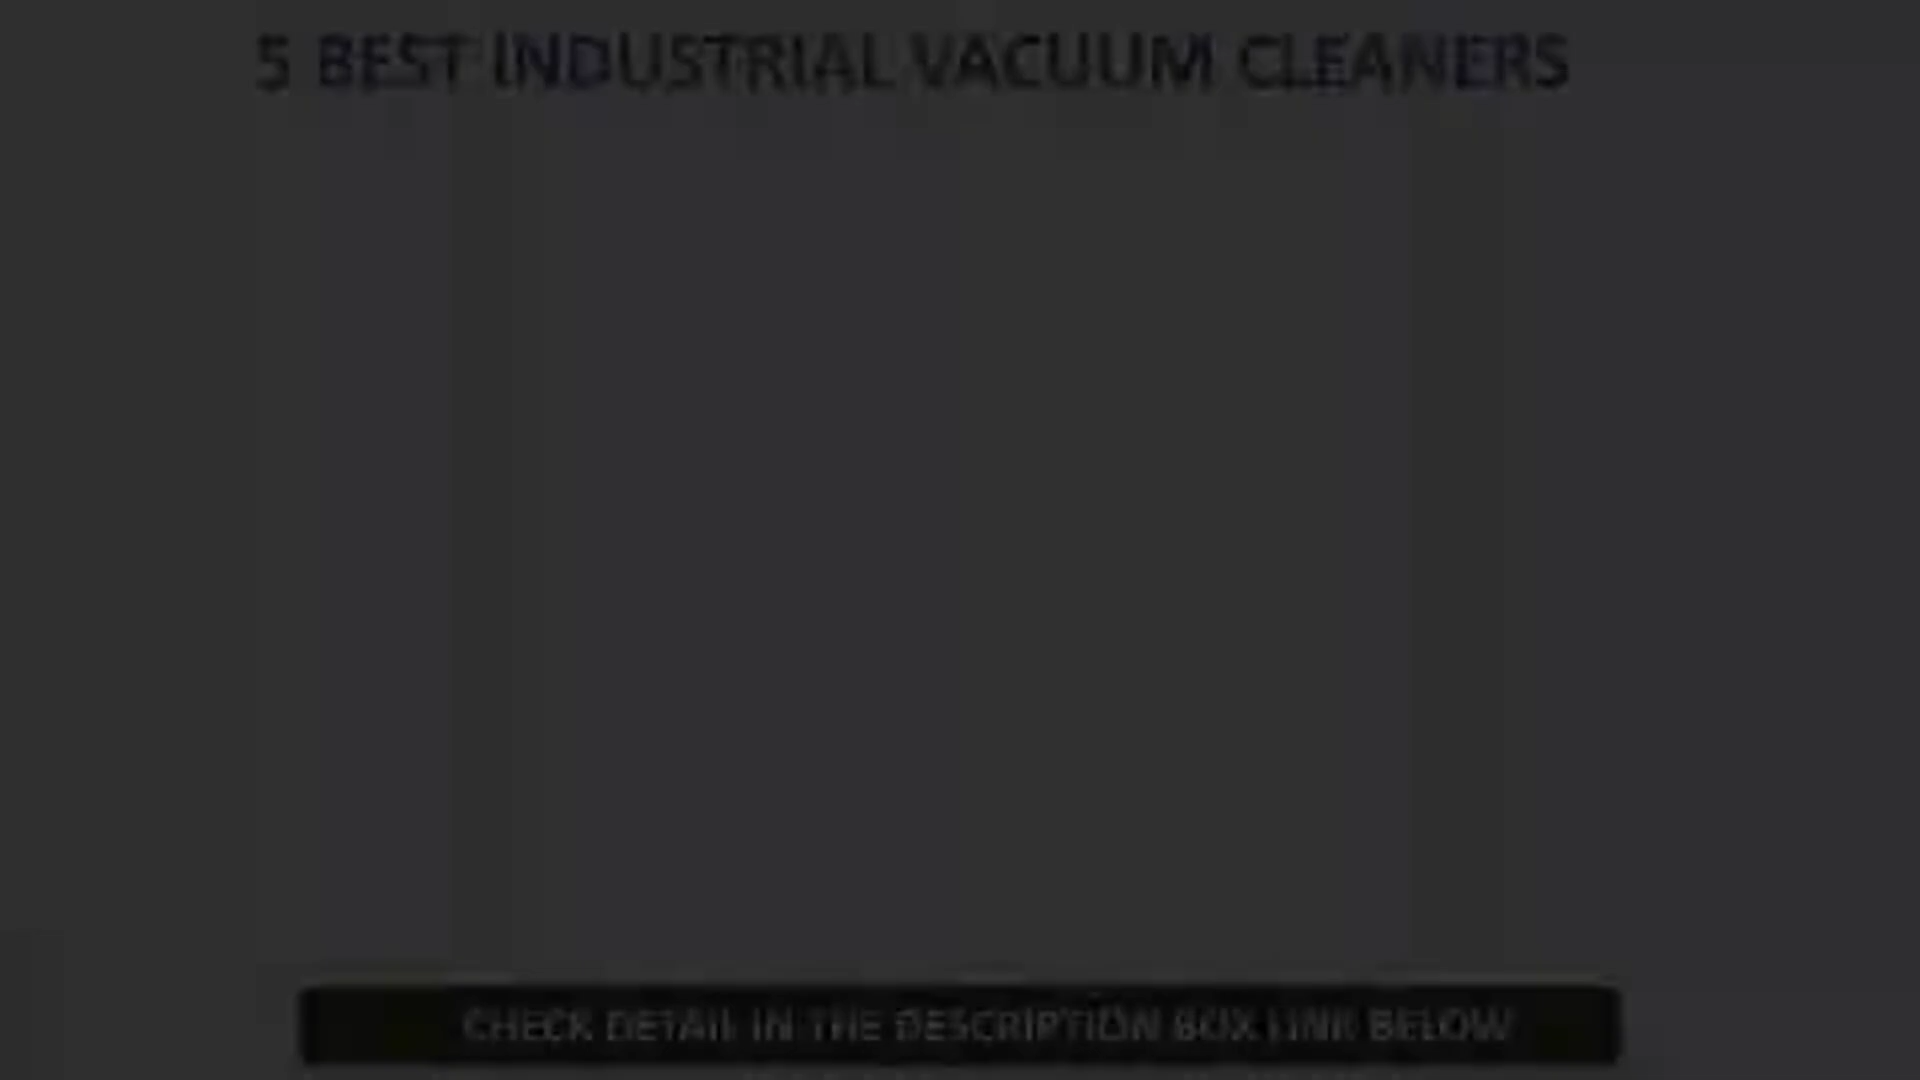 5 BEST INDUSTRIAL VACUUM CLEANERS
CHECK DETAIL IN THE DESCRIPTION BOX LINK BELOW